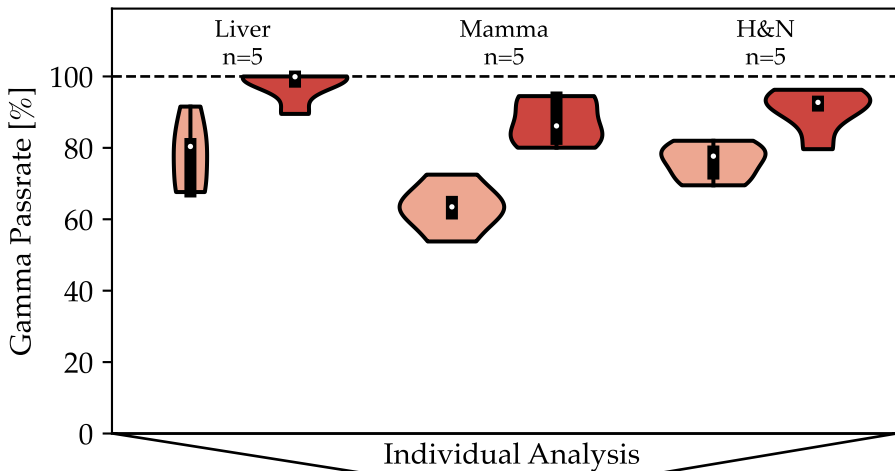 Liver
n=5
Mamma
n=5
H&N
n=5
Gamma Passrate [%]
100
80
60
40
20
0
Individual Analysis